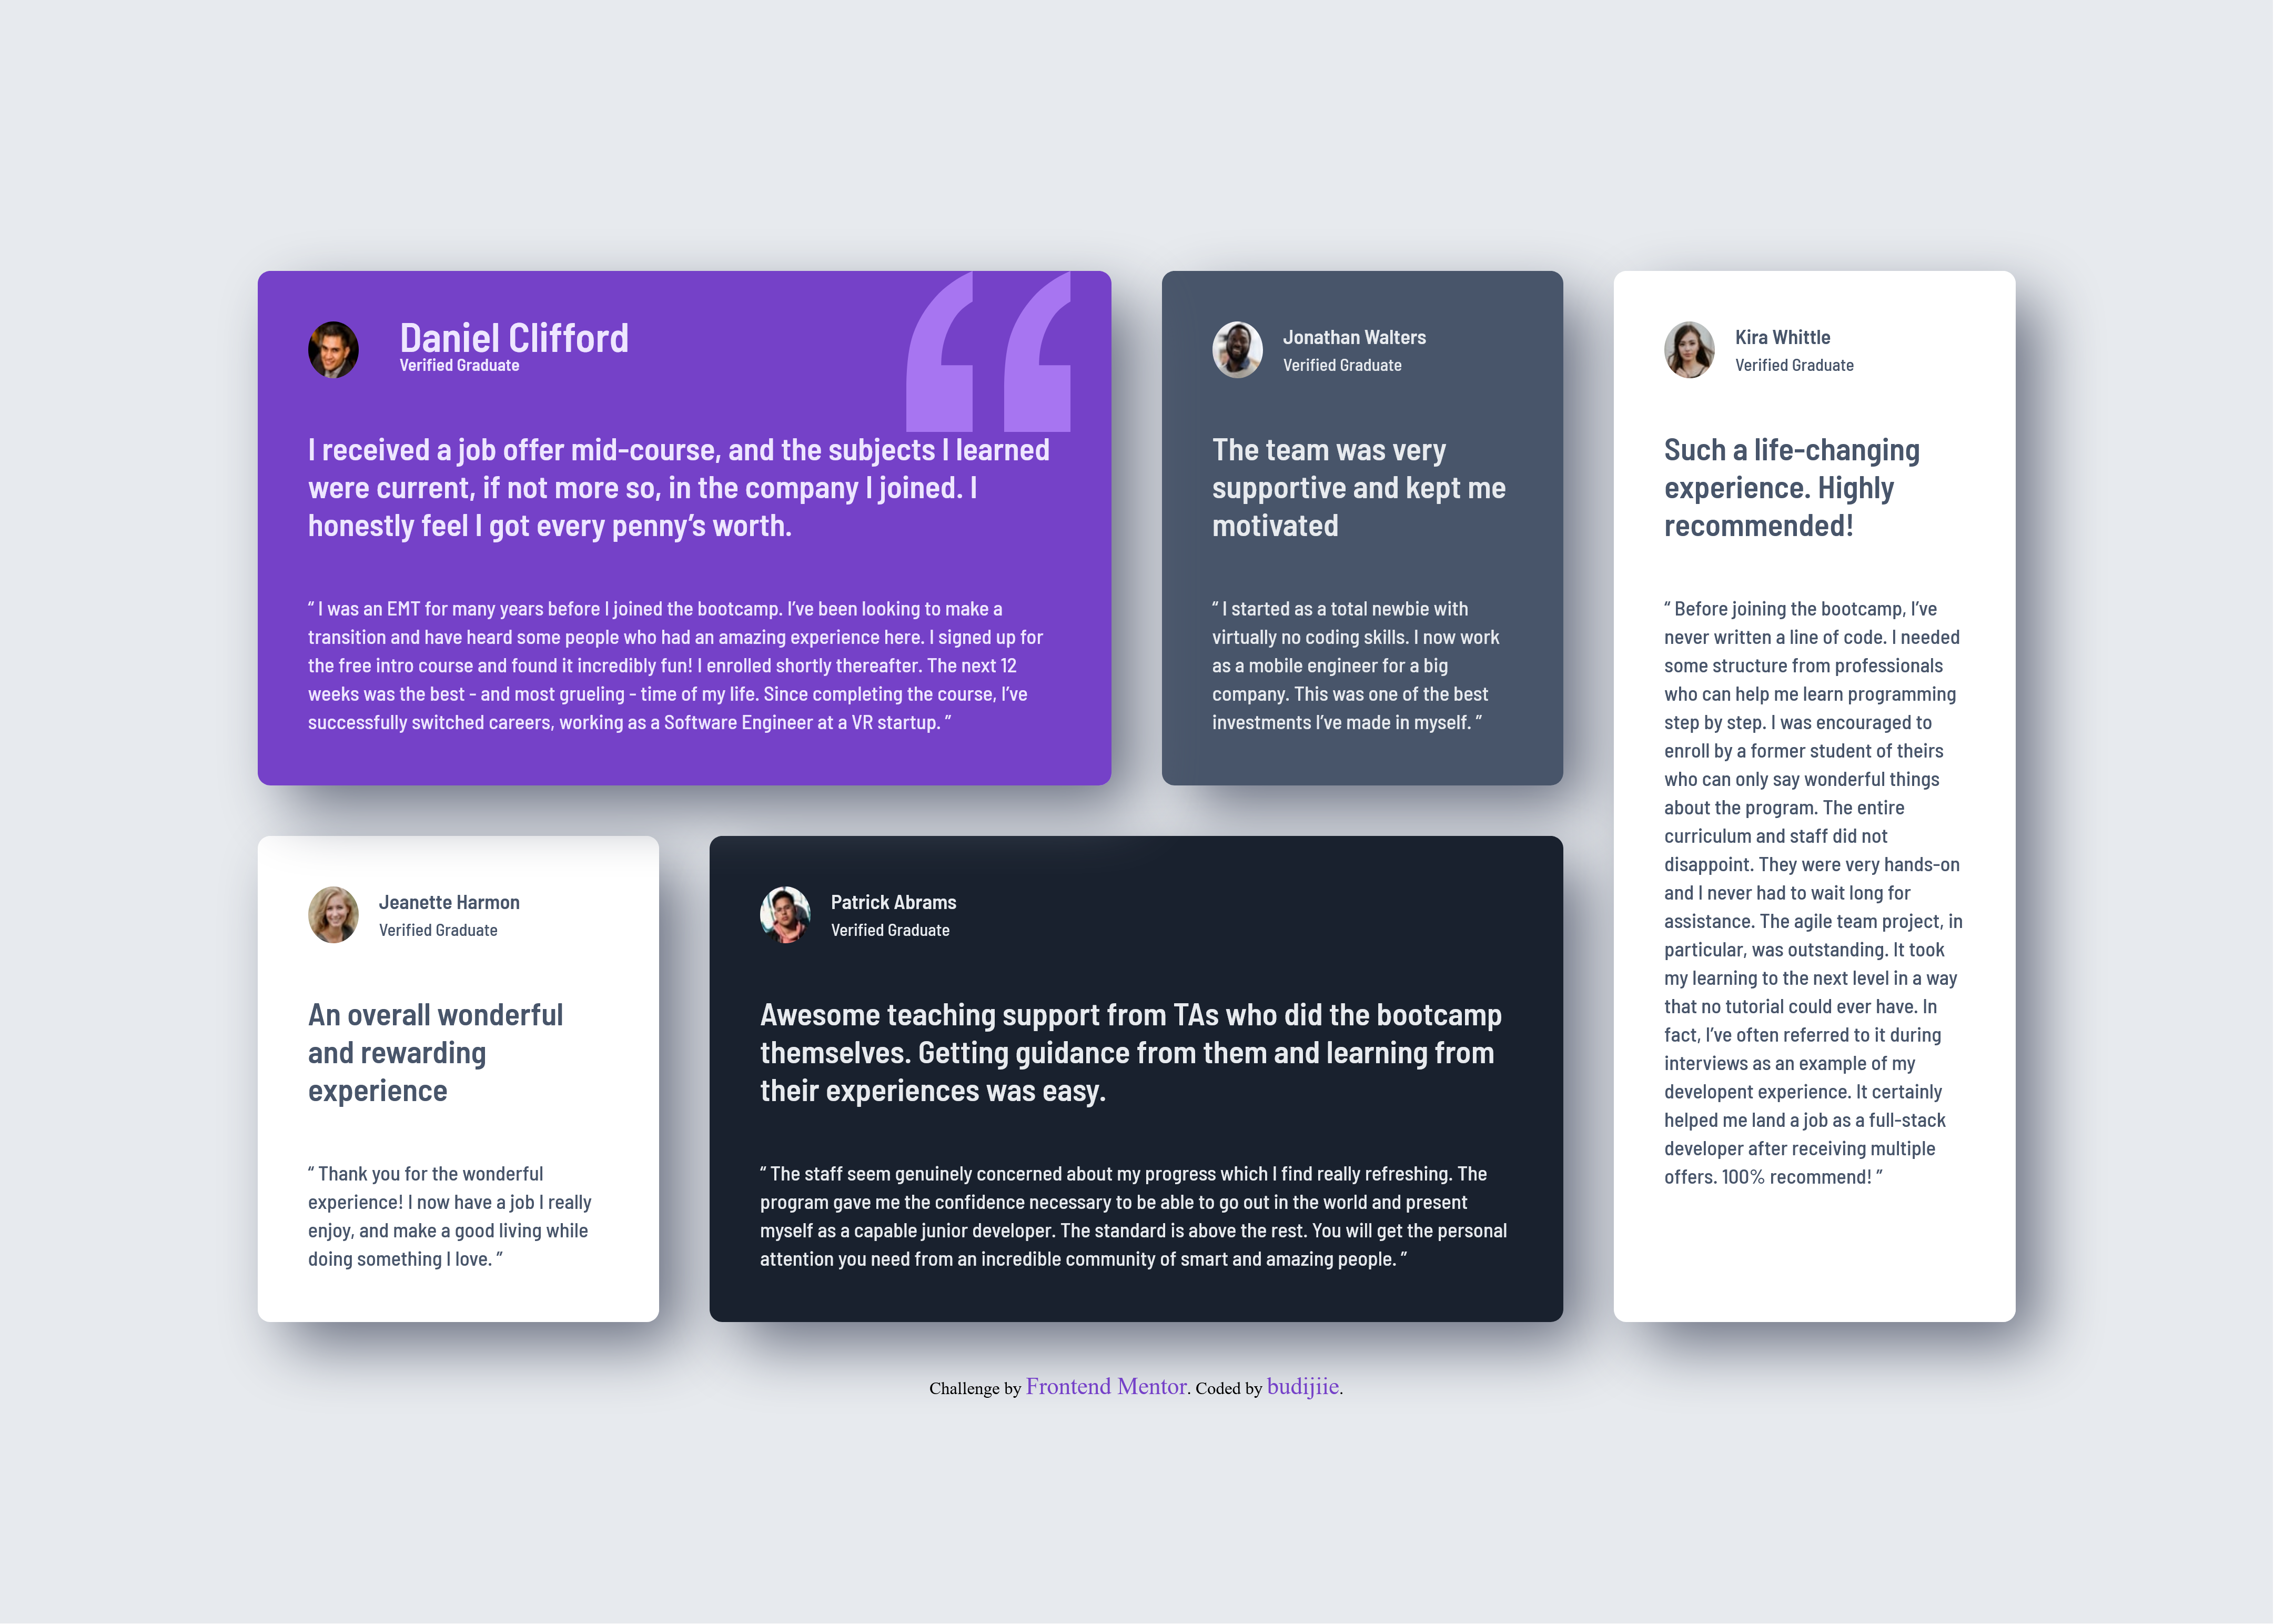 Daniel Clifford
Verified Graduate
I received a job offer mid-course, and the subjects I learned
were current, if not more so, in the company I joined. I
honestly feel I got every penny’s worth.
“ I was an EMT for many years before I joined the bootcamp. I’ve been looking to make a
transition and have heard some people who had an amazing experience here. I signed up for
the free intro course and found it incredibly fun! I enrolled shortly thereafter. The next 12
weeks was the best - and most grueling - time of my life. Since completing the course, I’ve
successfully switched careers, working as a Software Engineer at a VR startup. ”
Jonathan Walters
Verified Graduate
The team was very
supportive and kept me
motivated
“ I started as a total newbie with
virtually no coding skills. I now work
as a mobile engineer for a big
company. This was one of the best
investments I’ve made in myself. ”
Kira Whittle
Verified Graduate
Such a life-changing
experience. Highly
recommended!
“ Before joining the bootcamp, I’ve
never written a line of code. I needed
some structure from professionals
who can help me learn programming
step by step. I was encouraged to
enroll by a former student of theirs
who can only say wonderful things
about the program. The entire
curriculum and staff did not
disappoint. They were very hands-on
and I never had to wait long for
assistance. The agile team project, in
particular, was outstanding. It took
my learning to the next level in a way
that no tutorial could ever have. In
fact, I’ve often referred to it during
interviews as an example of my
developent experience. It certainly
helped me land a job as a full-stack
developer after receiving multiple
offers. 100% recommend! ”
Jeanette Harmon
Verified Graduate
An overall wonderful
and rewarding
experience
“ Thank you for the wonderful
experience! I now have a job I really
enjoy, and make a good living while
doing something I love. ”
Patrick Abrams
Verified Graduate
Awesome teaching support from TAs who did the bootcamp
themselves. Getting guidance from them and learning from
their experiences was easy.
“ The staff seem genuinely concerned about my progress which I find really refreshing. The
program gave me the confidence necessary to be able to go out in the world and present
myself as a capable junior developer. The standard is above the rest. You will get the personal
attention you need from an incredible community of smart and amazing people. ”
Challenge by Frontend Mentor. Coded by budijiie.